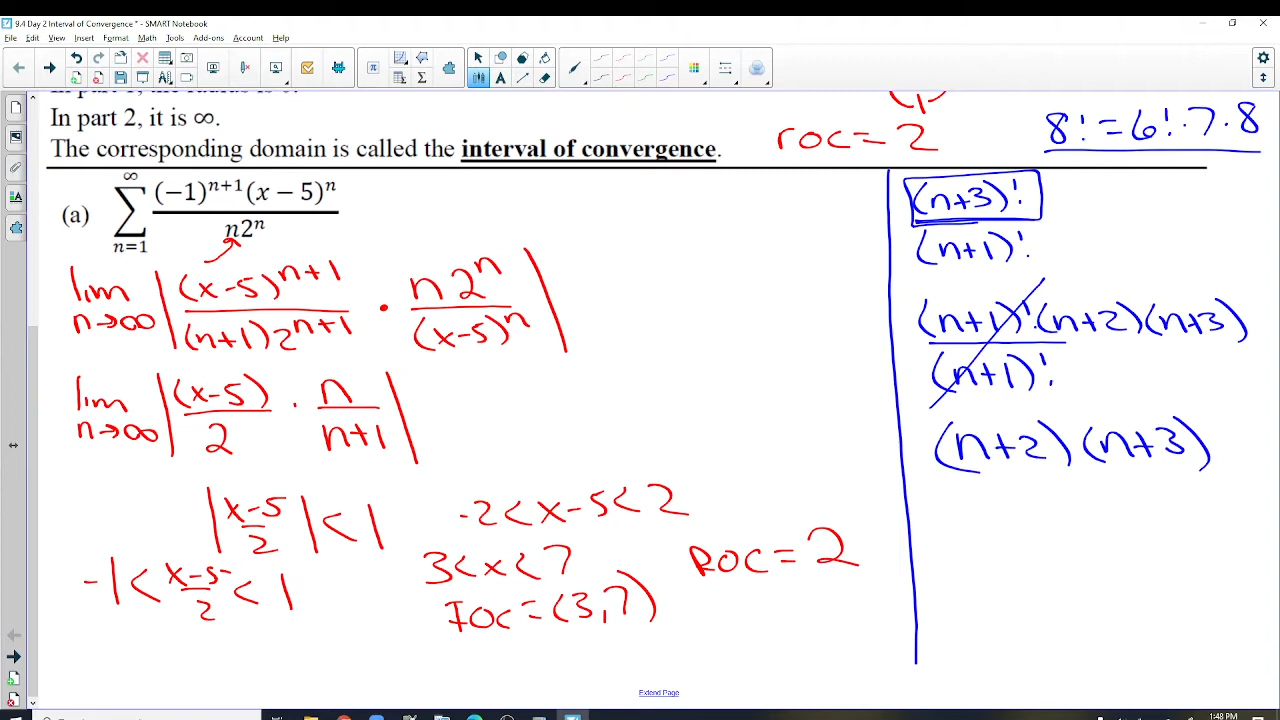 9.4 Day 2 Interval of Convergence * - SMART Notebook
File Edit View Insert Format Math Tools Add-ons Account Help
In part 2, it is ∞.
The corresponding domain is called the interval of convergence.
roc = 2
8! = 6! · 7 · 8
(a) ∑_{n=1}^{∞} (−1)^{n+1}(x − 5)^n / n2^n
lim n→∞ | (x-5)^{n+1} / (n+1)2^{n+1} · n 2^n / (x-5)^n |
lim n→∞ | (x-5) / 2 · n / n+1 |
| x-5 / 2 | < 1
-1 < x-5 / 2 < 1
-2 < x-5 < 2
3 < x < 7
IOC = (3,7)
ROC = 2
(n+3)!
(n+1)!
(n+1)! (n+2)(n+3)
(n+1)!
(n+2)(n+3)
Extend Page
1:48 PM